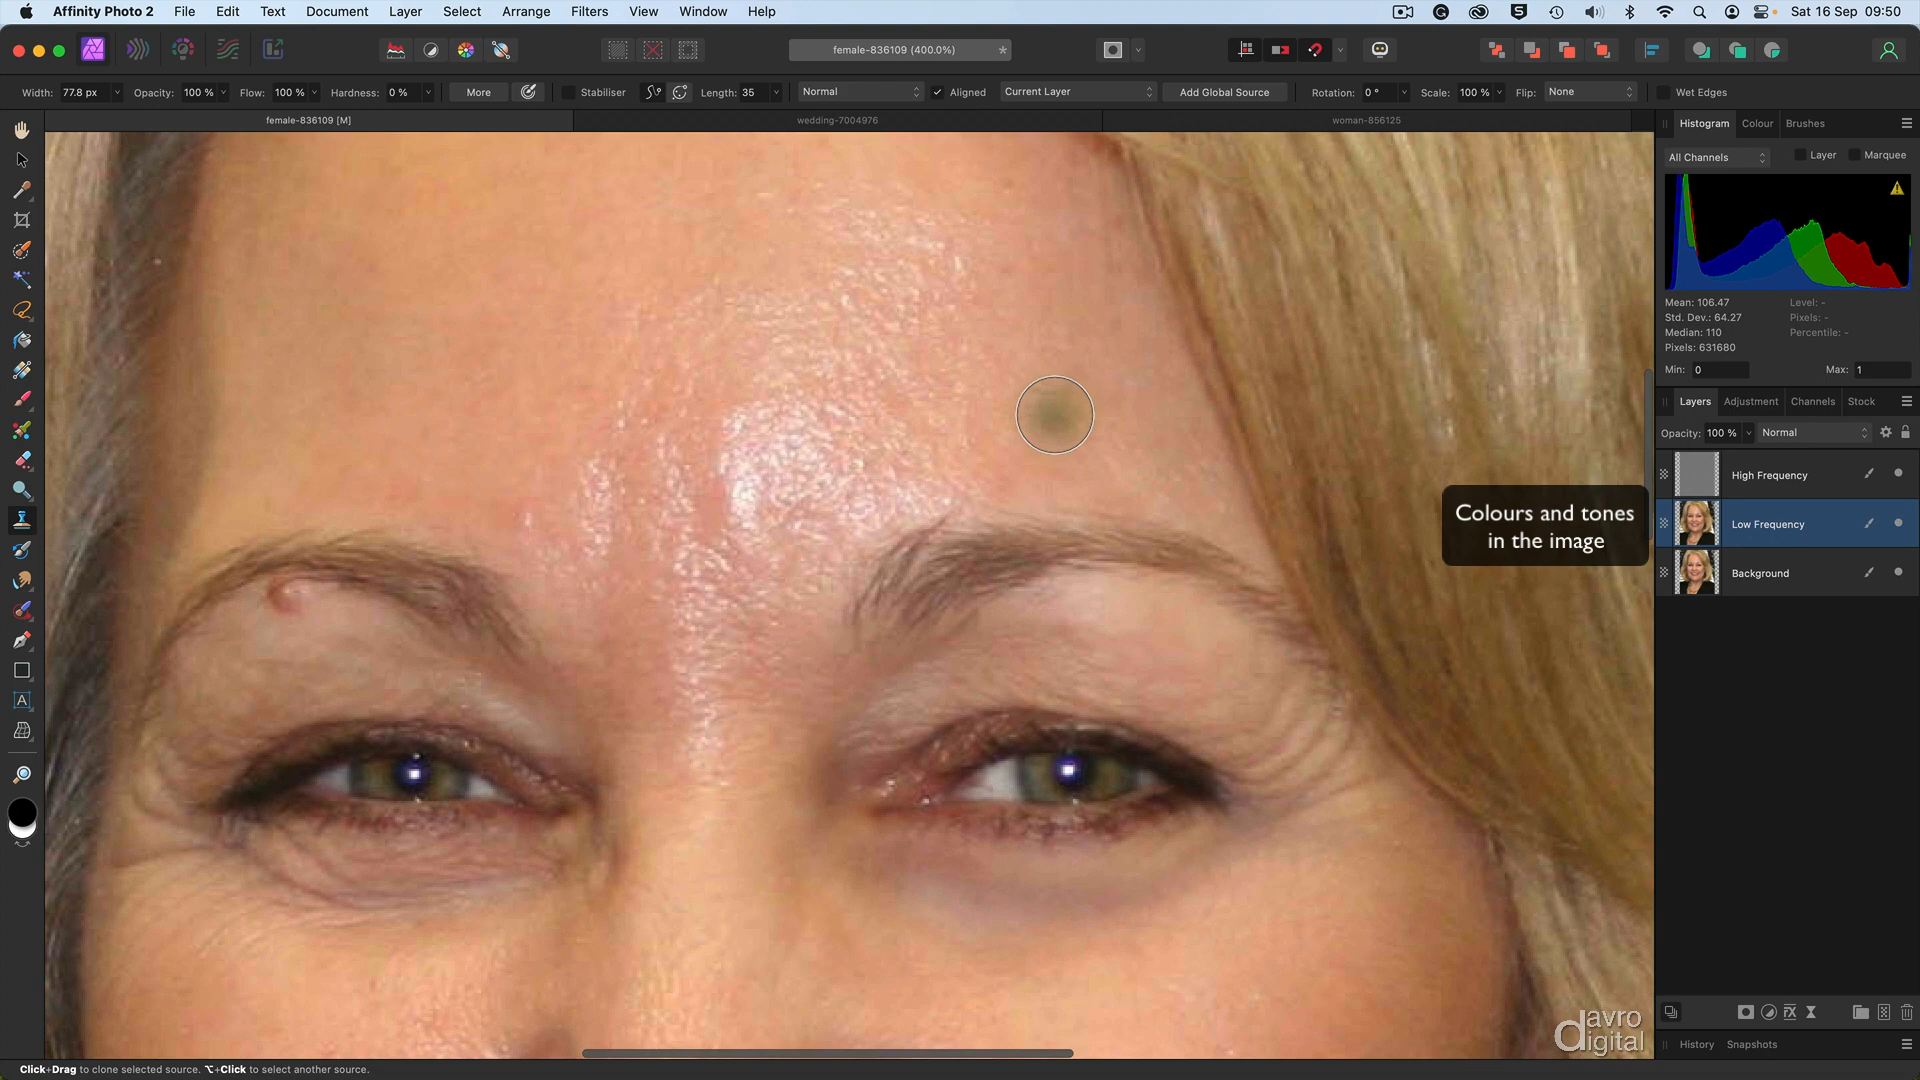 Affinity Photo 2 File Edit Text Document Layer Select Arrange Filters View Window Help Sat 16 Sep 09:50
female-836109 (400.0%) *
Width: 77.8 px Opacity: 100 % Flow: 100 % Hardness: 0 % More Stabiliser Length: 35 Normal Aligned Current Layer Add Global Source Rotation: 0 ° Scale: 100 % Flip: None Wet Edges
female-836109 [M] wedding-7004976 woman-856125
Histogram Colour Brushes
All Channels Layer Marquee
Mean: 106.47 Level: -
Std. Dev.: 64.27 Pixels: -
Median: 110 Percentile: -
Pixels: 631680
Min: 0 Max: 1
Layers Adjustment Channels Stock
Opacity: 100 % Normal
High Frequency
Low Frequency
Background
Colours and tones
in the image
davro
digital
History Snapshots
Click+Drag to clone selected source. ⌥+Click to select another source.